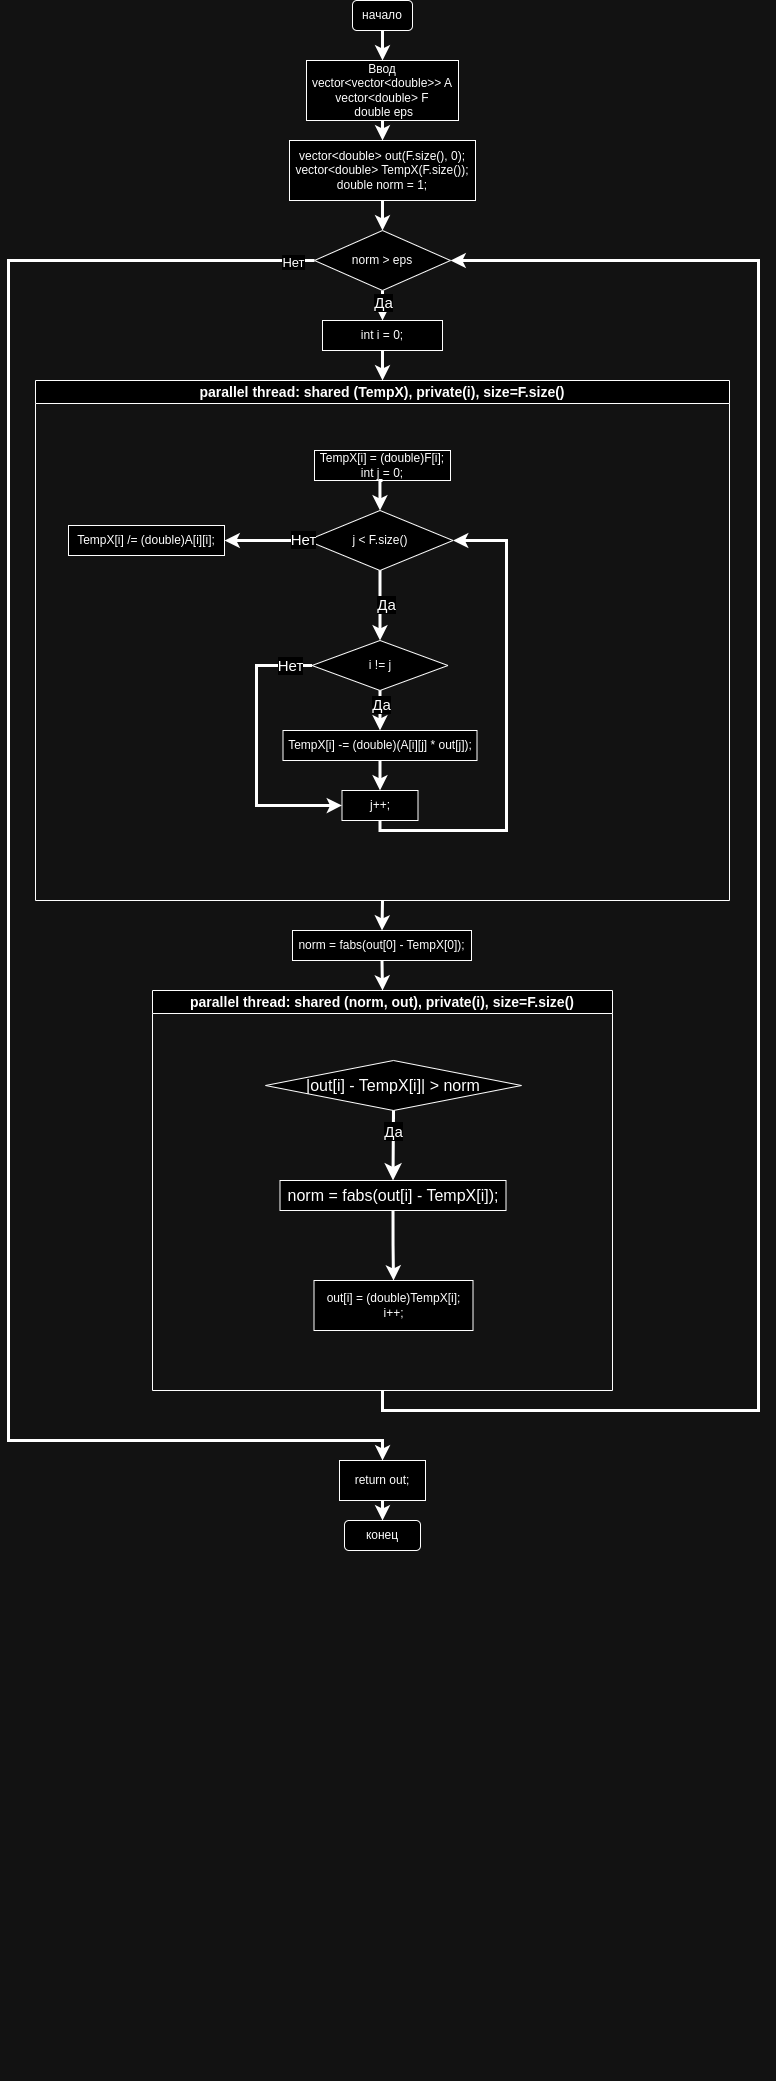 начало
Ввод
vector<vector<double>> A
vector<double> F
double eps
vector<double> out(F.size(), 0);
vector<double> TempX(F.size());
double norm = 1;
norm > eps
Нет
Да
int i = 0;
parallel thread: shared (TempX), private(i), size=F.size()
TempX[i] = (double)F[i];
int j = 0;
TempX[i] /= (double)A[i][i];
Нет
j < F.size()
Да
Нет
i != j
Да
TempX[i] -= (double)(A[i][j] * out[j]);
j++;
norm = fabs(out[0] - TempX[0]);
parallel thread: shared (norm, out), private(i), size=F.size()
|out[i] - TempX[i]| > norm
Да
norm = fabs(out[i] - TempX[i]);
out[i] = (double)TempX[i];
i++;
return out;
конец